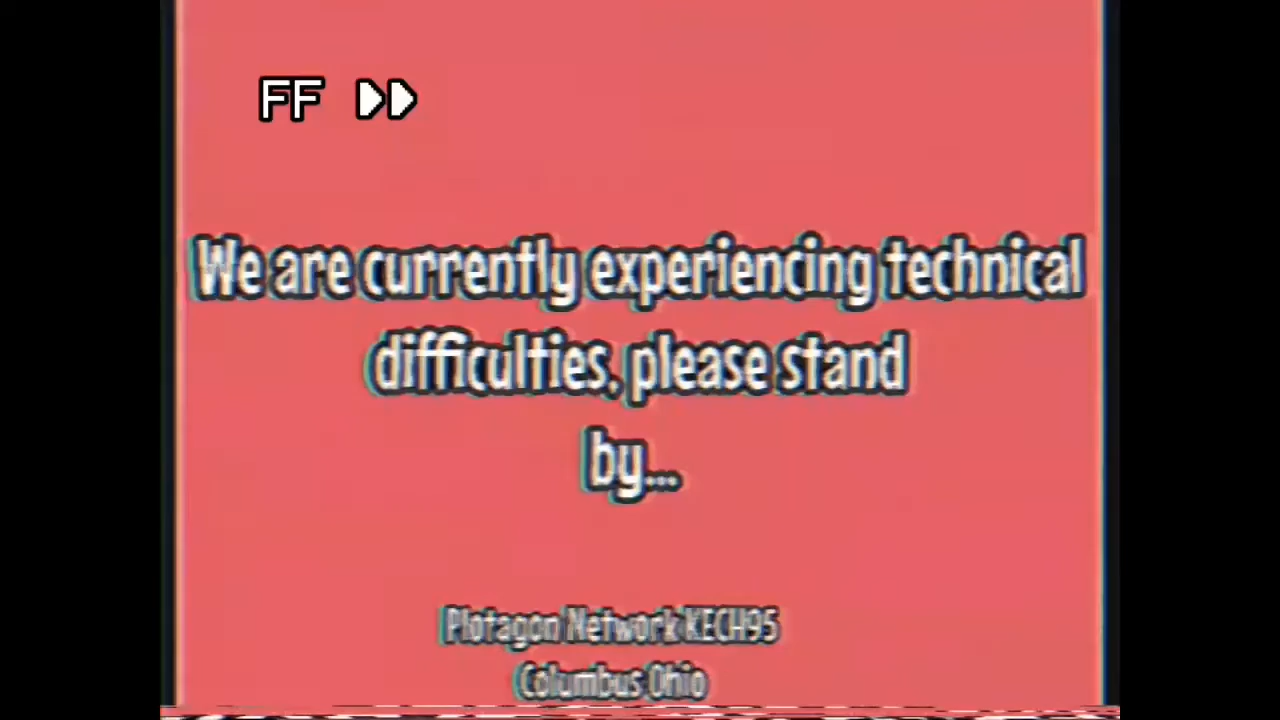 FF
We are currently experiencing technical
difficulties, please stand
by...
Plotagon Network KECH95
Columbus Ohio